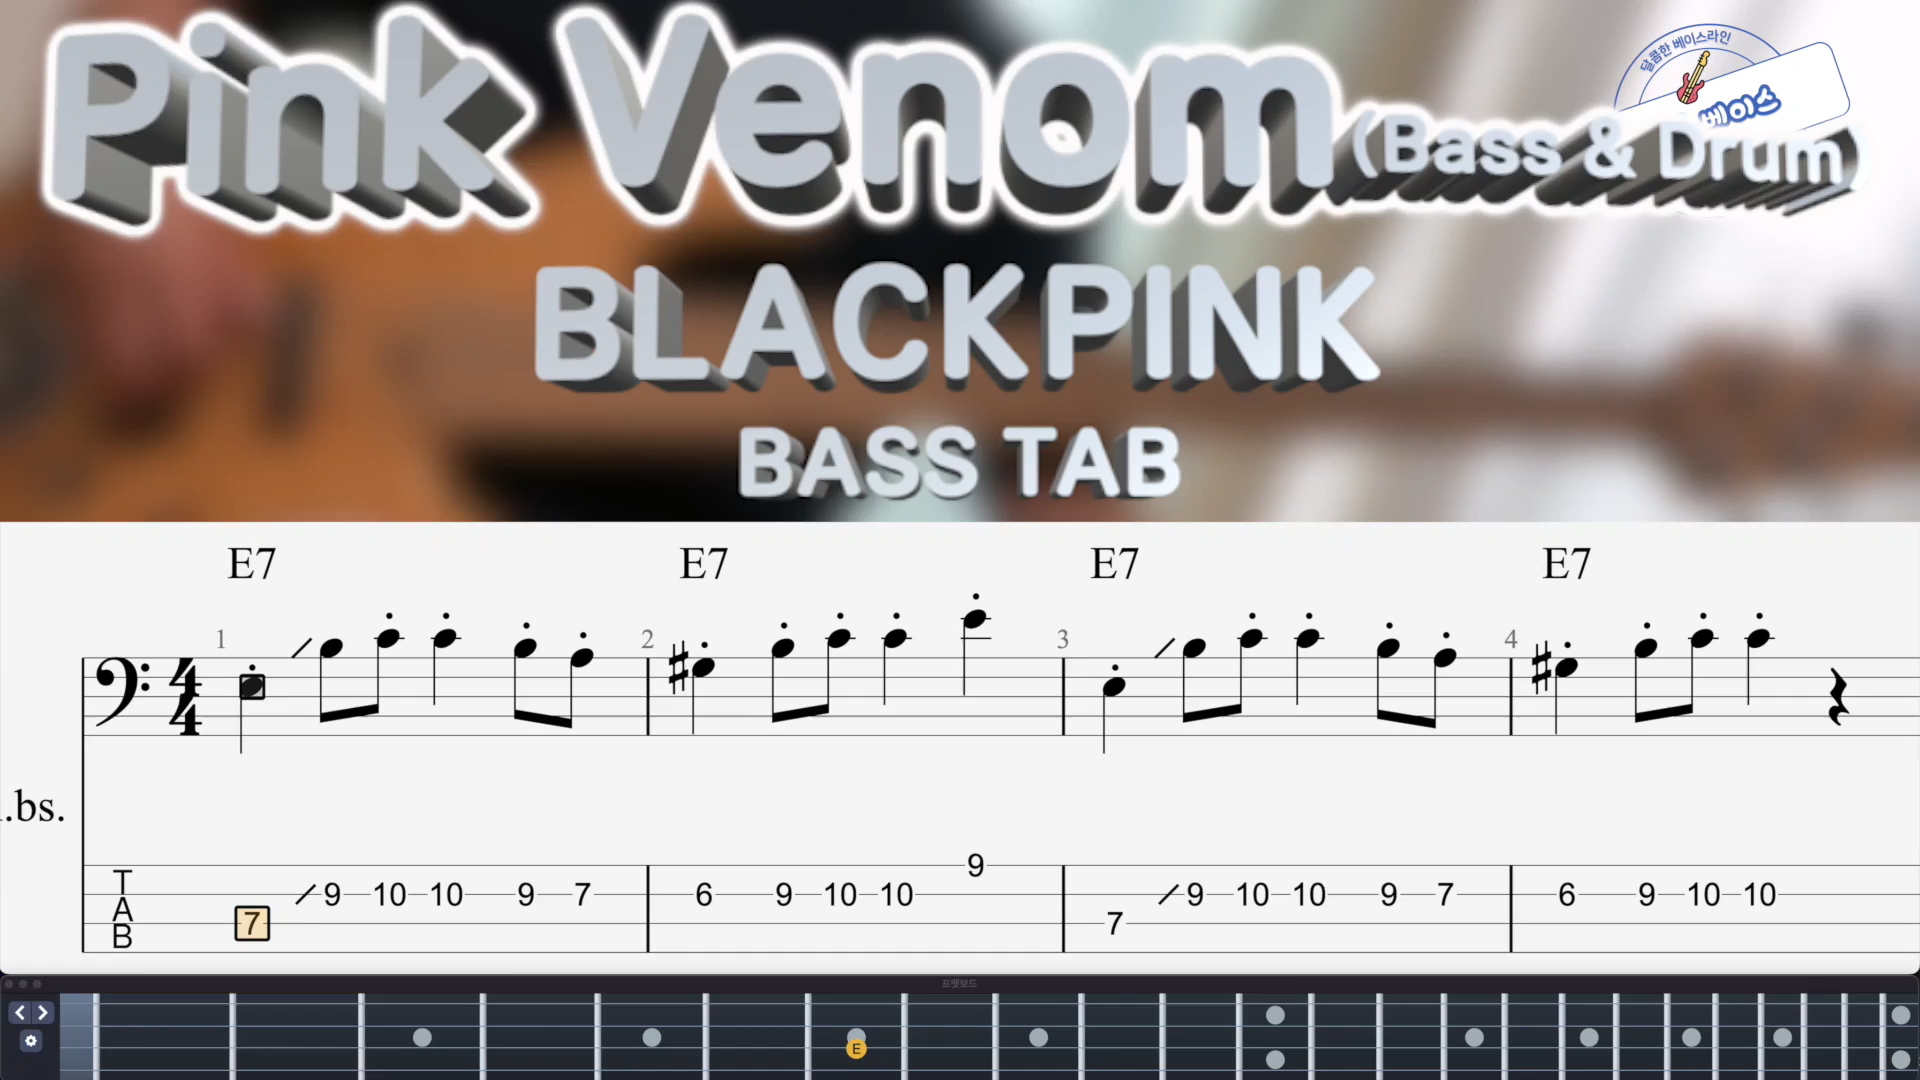 달콤한 베이스라인
베이스
Pink Venom (Bass & Drum)
BLACKPINK
BASS TAB
E7 E7 E7 E7
1 2 3 4
4
4
.bs.
T
A
B
9
9 10 10 9 7 6 9 10 10 9 10 10 9 7 6 9 10 10
7 7
프렛보드
E